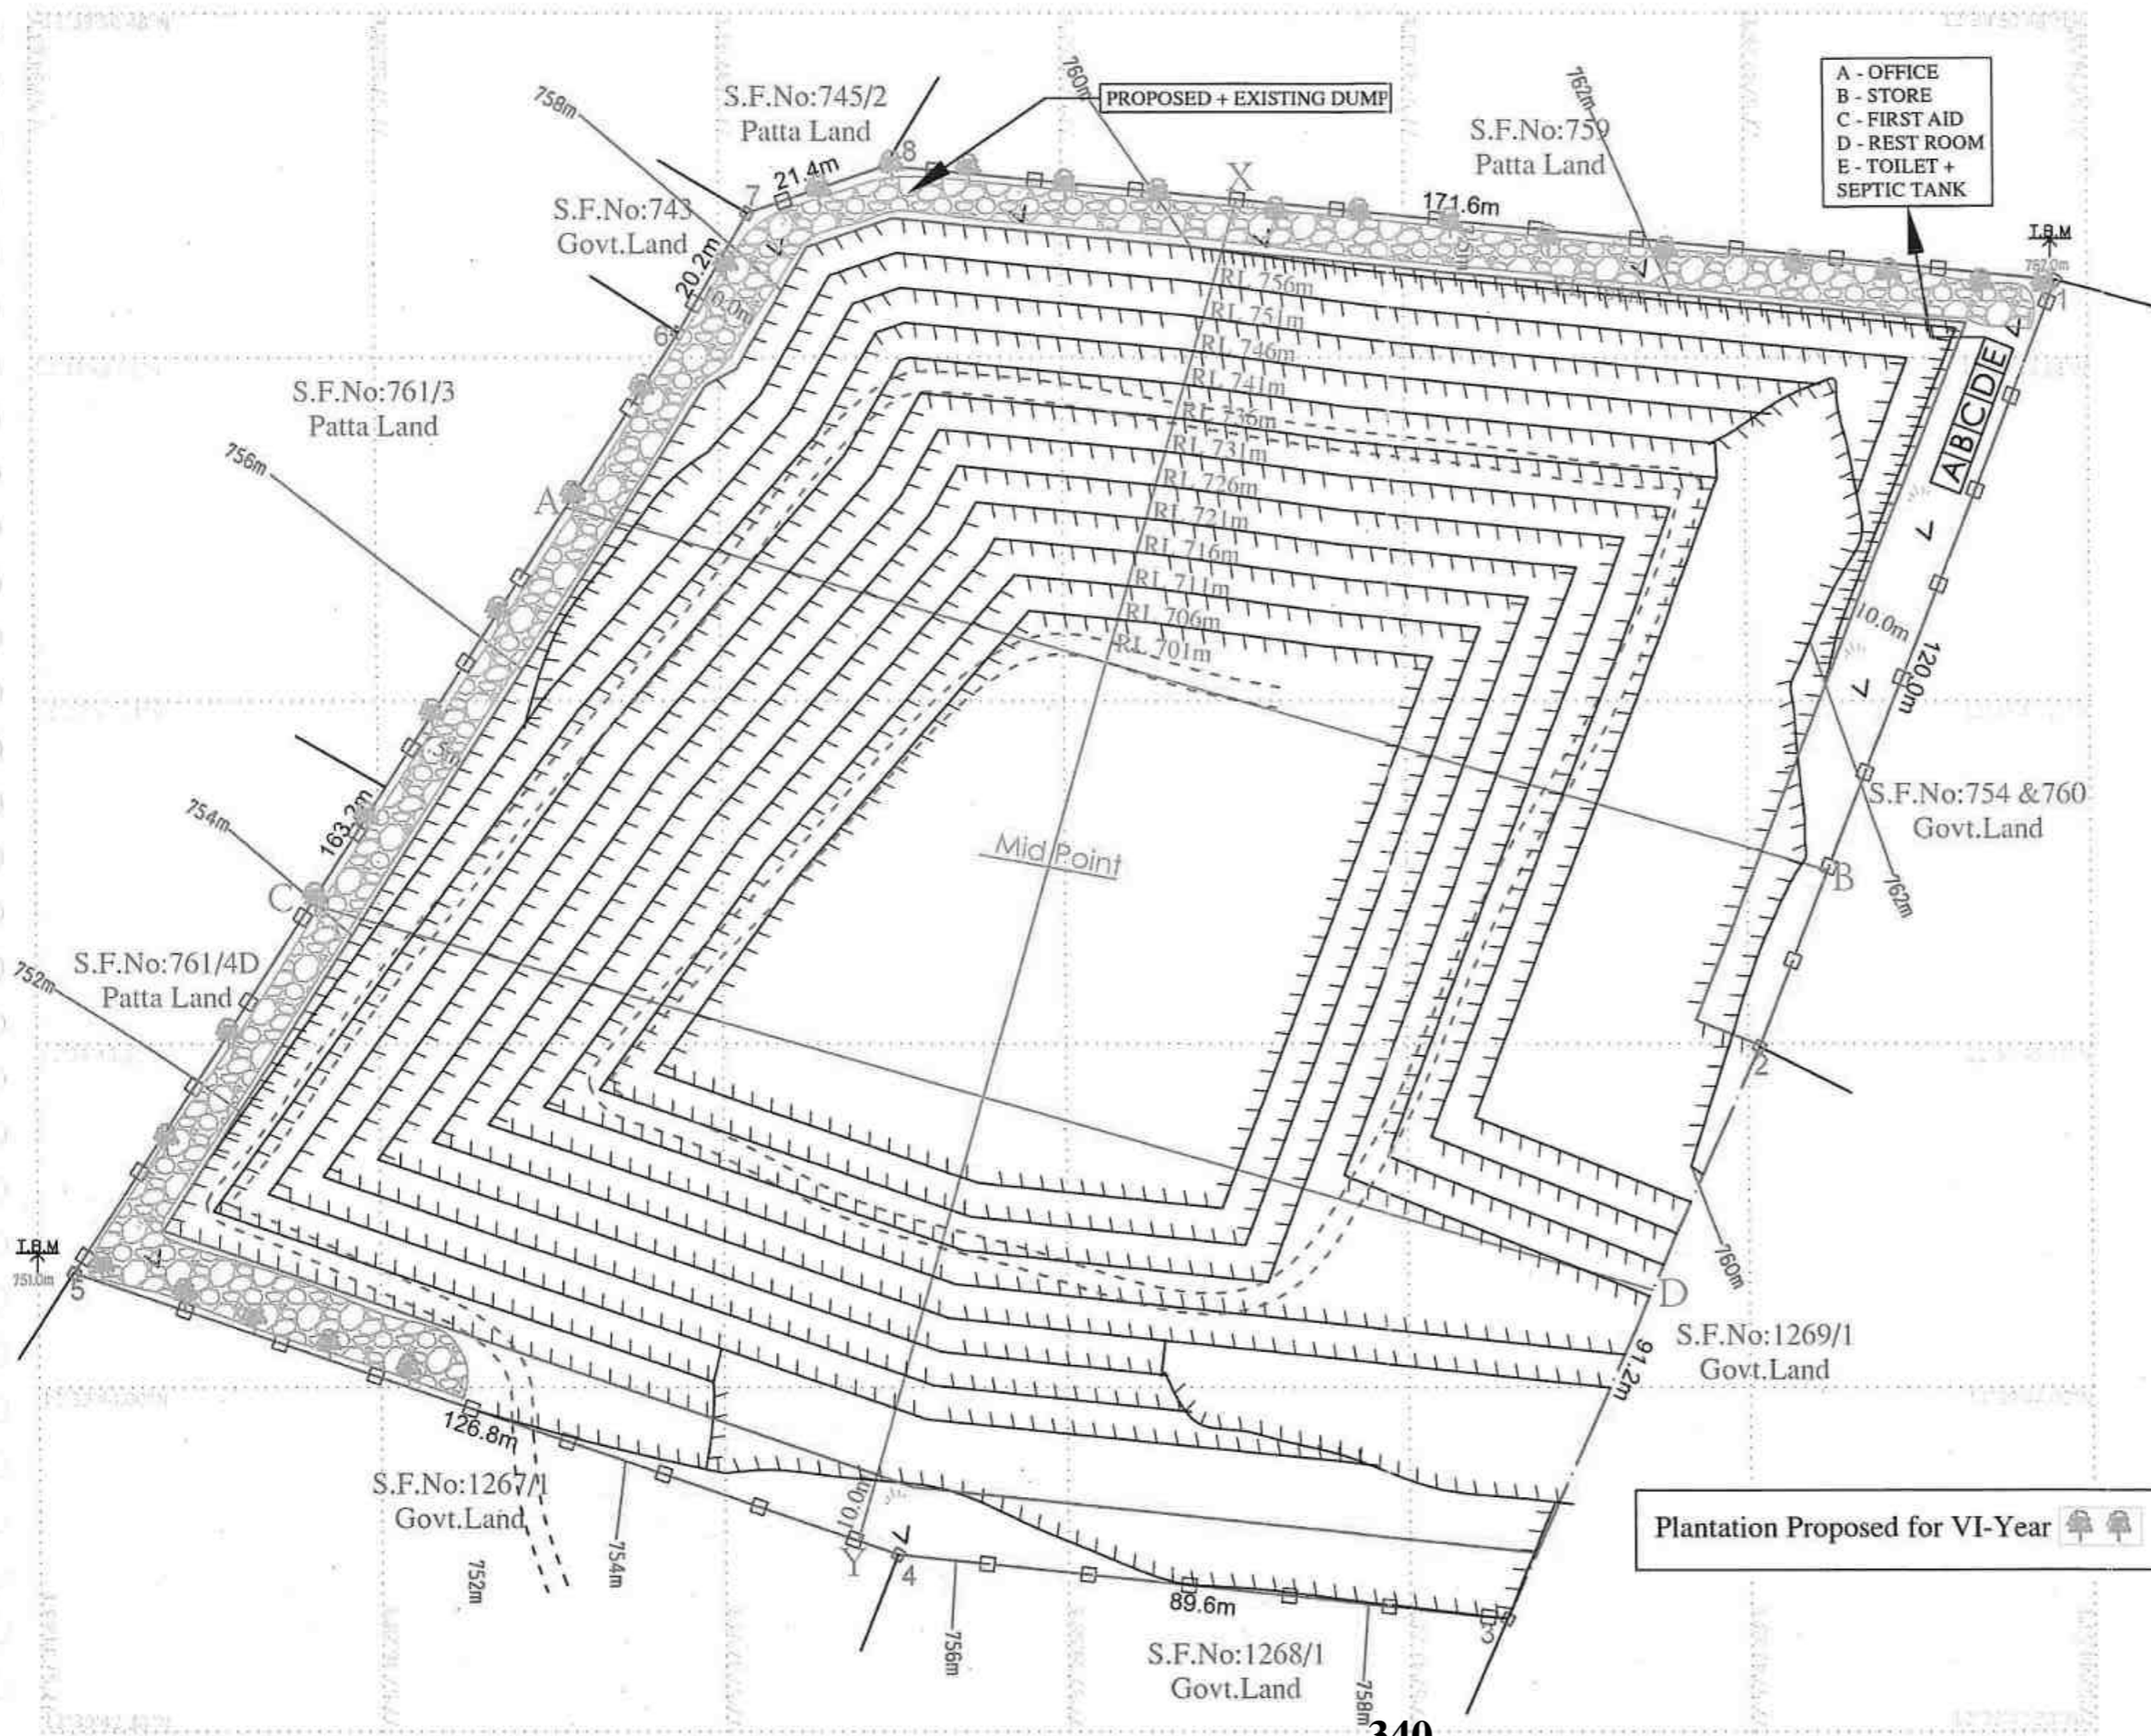 S.F.No:745/2
Patta Land
PROPOSED + EXISTING DUMP
758m
760m
762m
S.F.No:759
Patta Land
A - OFFICE
B - STORE
C - FIRST AID
D - REST ROOM
E - TOILET +
SEPTIC TANK
8
21.4m
7
X
171.6m
T.B.M
1
S.F.No:743
Govt.Land
20.2m
6
RL 756m
RL 751m
RL 746m
RL 741m
RL 736m
RL 731m
RL 726m
RL 721m
RL 716m
RL 711m
RL 706m
RL 701m
A B C D E
S.F.No:761/3
Patta Land
756m
A
10.0m
120.0m
S.F.No:754 &760
Govt.Land
Mid Point
B
762m
163.2m
754m
C
S.F.No:761/4D
Patta Land
752m
2
760m
D
T.B.M
751.0m
5
S.F.No:1269/1
Govt.Land
91.2m
126.8m
S.F.No:1267/1
Govt.Land
752m
754m
10.0m
Y
4
756m
89.6m
3
758m
S.F.No:1268/1
Govt.Land
Plantation Proposed for VI-Year
340